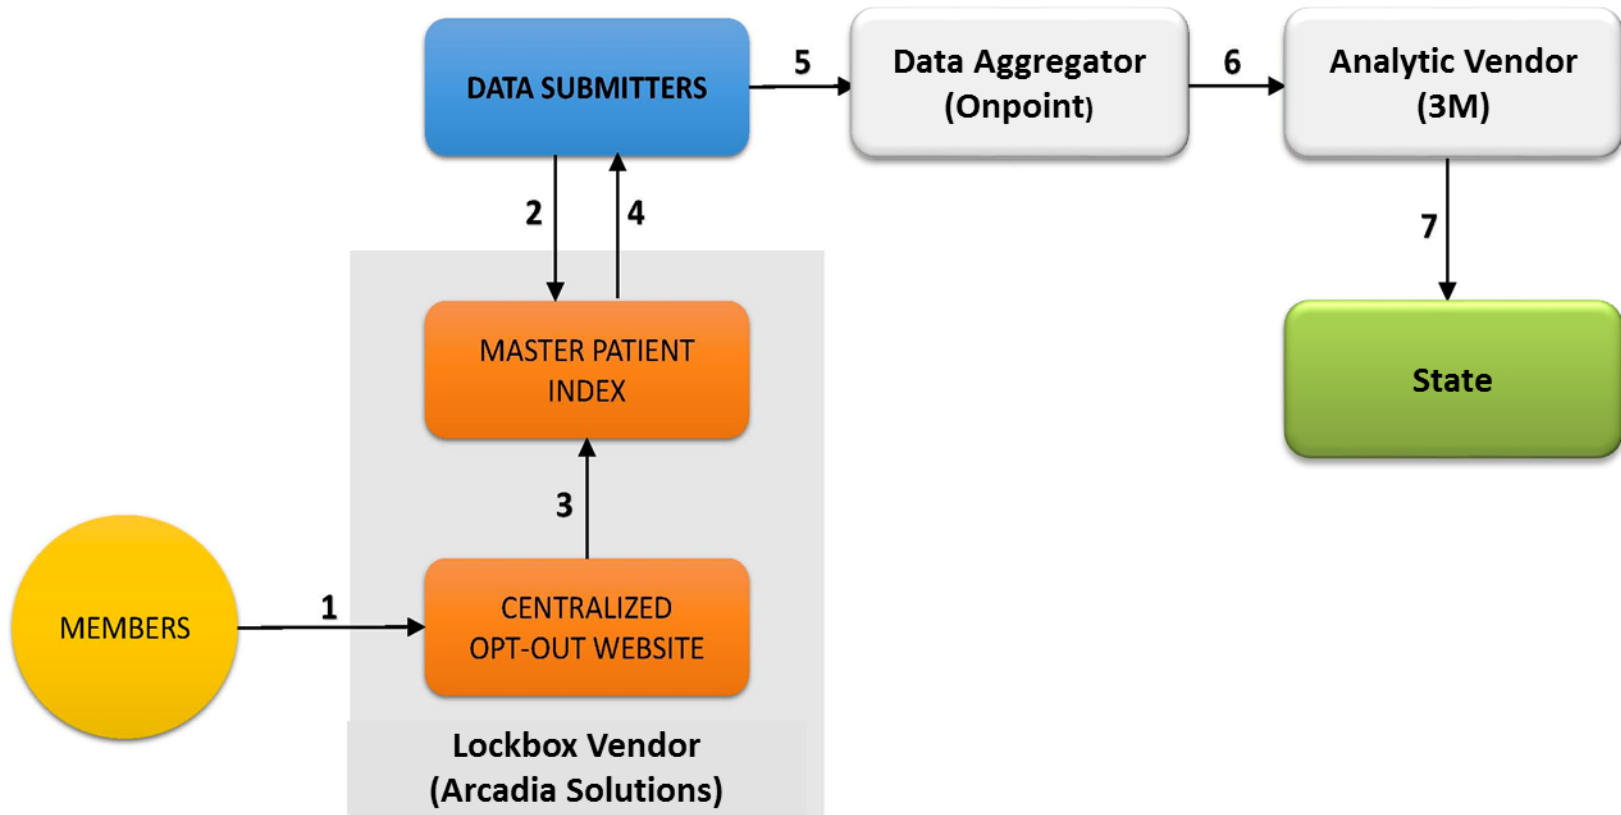 DATA SUBMITTERS
5
Data Aggregator
(Onpoint)
6
Analytic Vendor
(3M)
2
4
7
MASTER PATIENT
INDEX
State
3
MEMBERS
1
CENTRALIZED
OPT-OUT WEBSITE
Lockbox Vendor
(Arcadia Solutions)